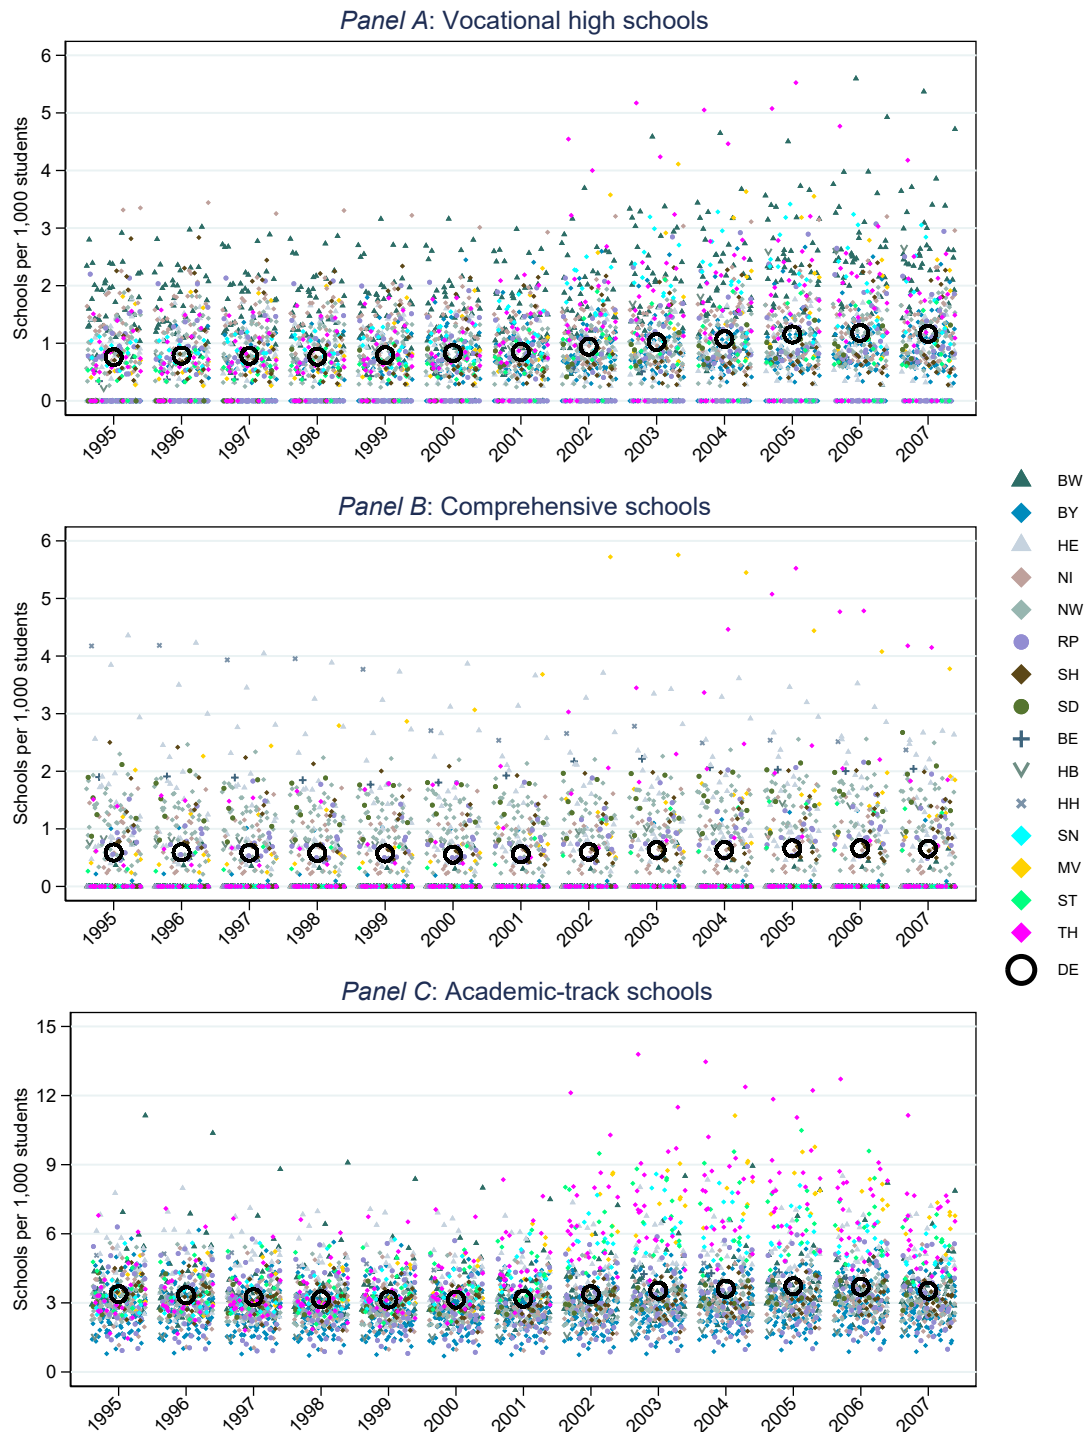 Panel A: Vocational high schools
Schools per 1,000 students
6
5
4
3
2
1
0
1995 1996 1997 1998 1999 2000 2001 2002 2003 2004 2005 2006 2007
Panel B: Comprehensive schools
Schools per 1,000 students
6
5
4
3
2
1
0
1995 1996 1997 1998 1999 2000 2001 2002 2003 2004 2005 2006 2007
Panel C: Academic-track schools
Schools per 1,000 students
15
12
9
6
3
0
1995 1996 1997 1998 1999 2000 2001 2002 2003 2004 2005 2006 2007
BW
BY
HE
NI
NW
RP
SH
SD
BE
HB
HH
SN
MV
ST
TH
DE